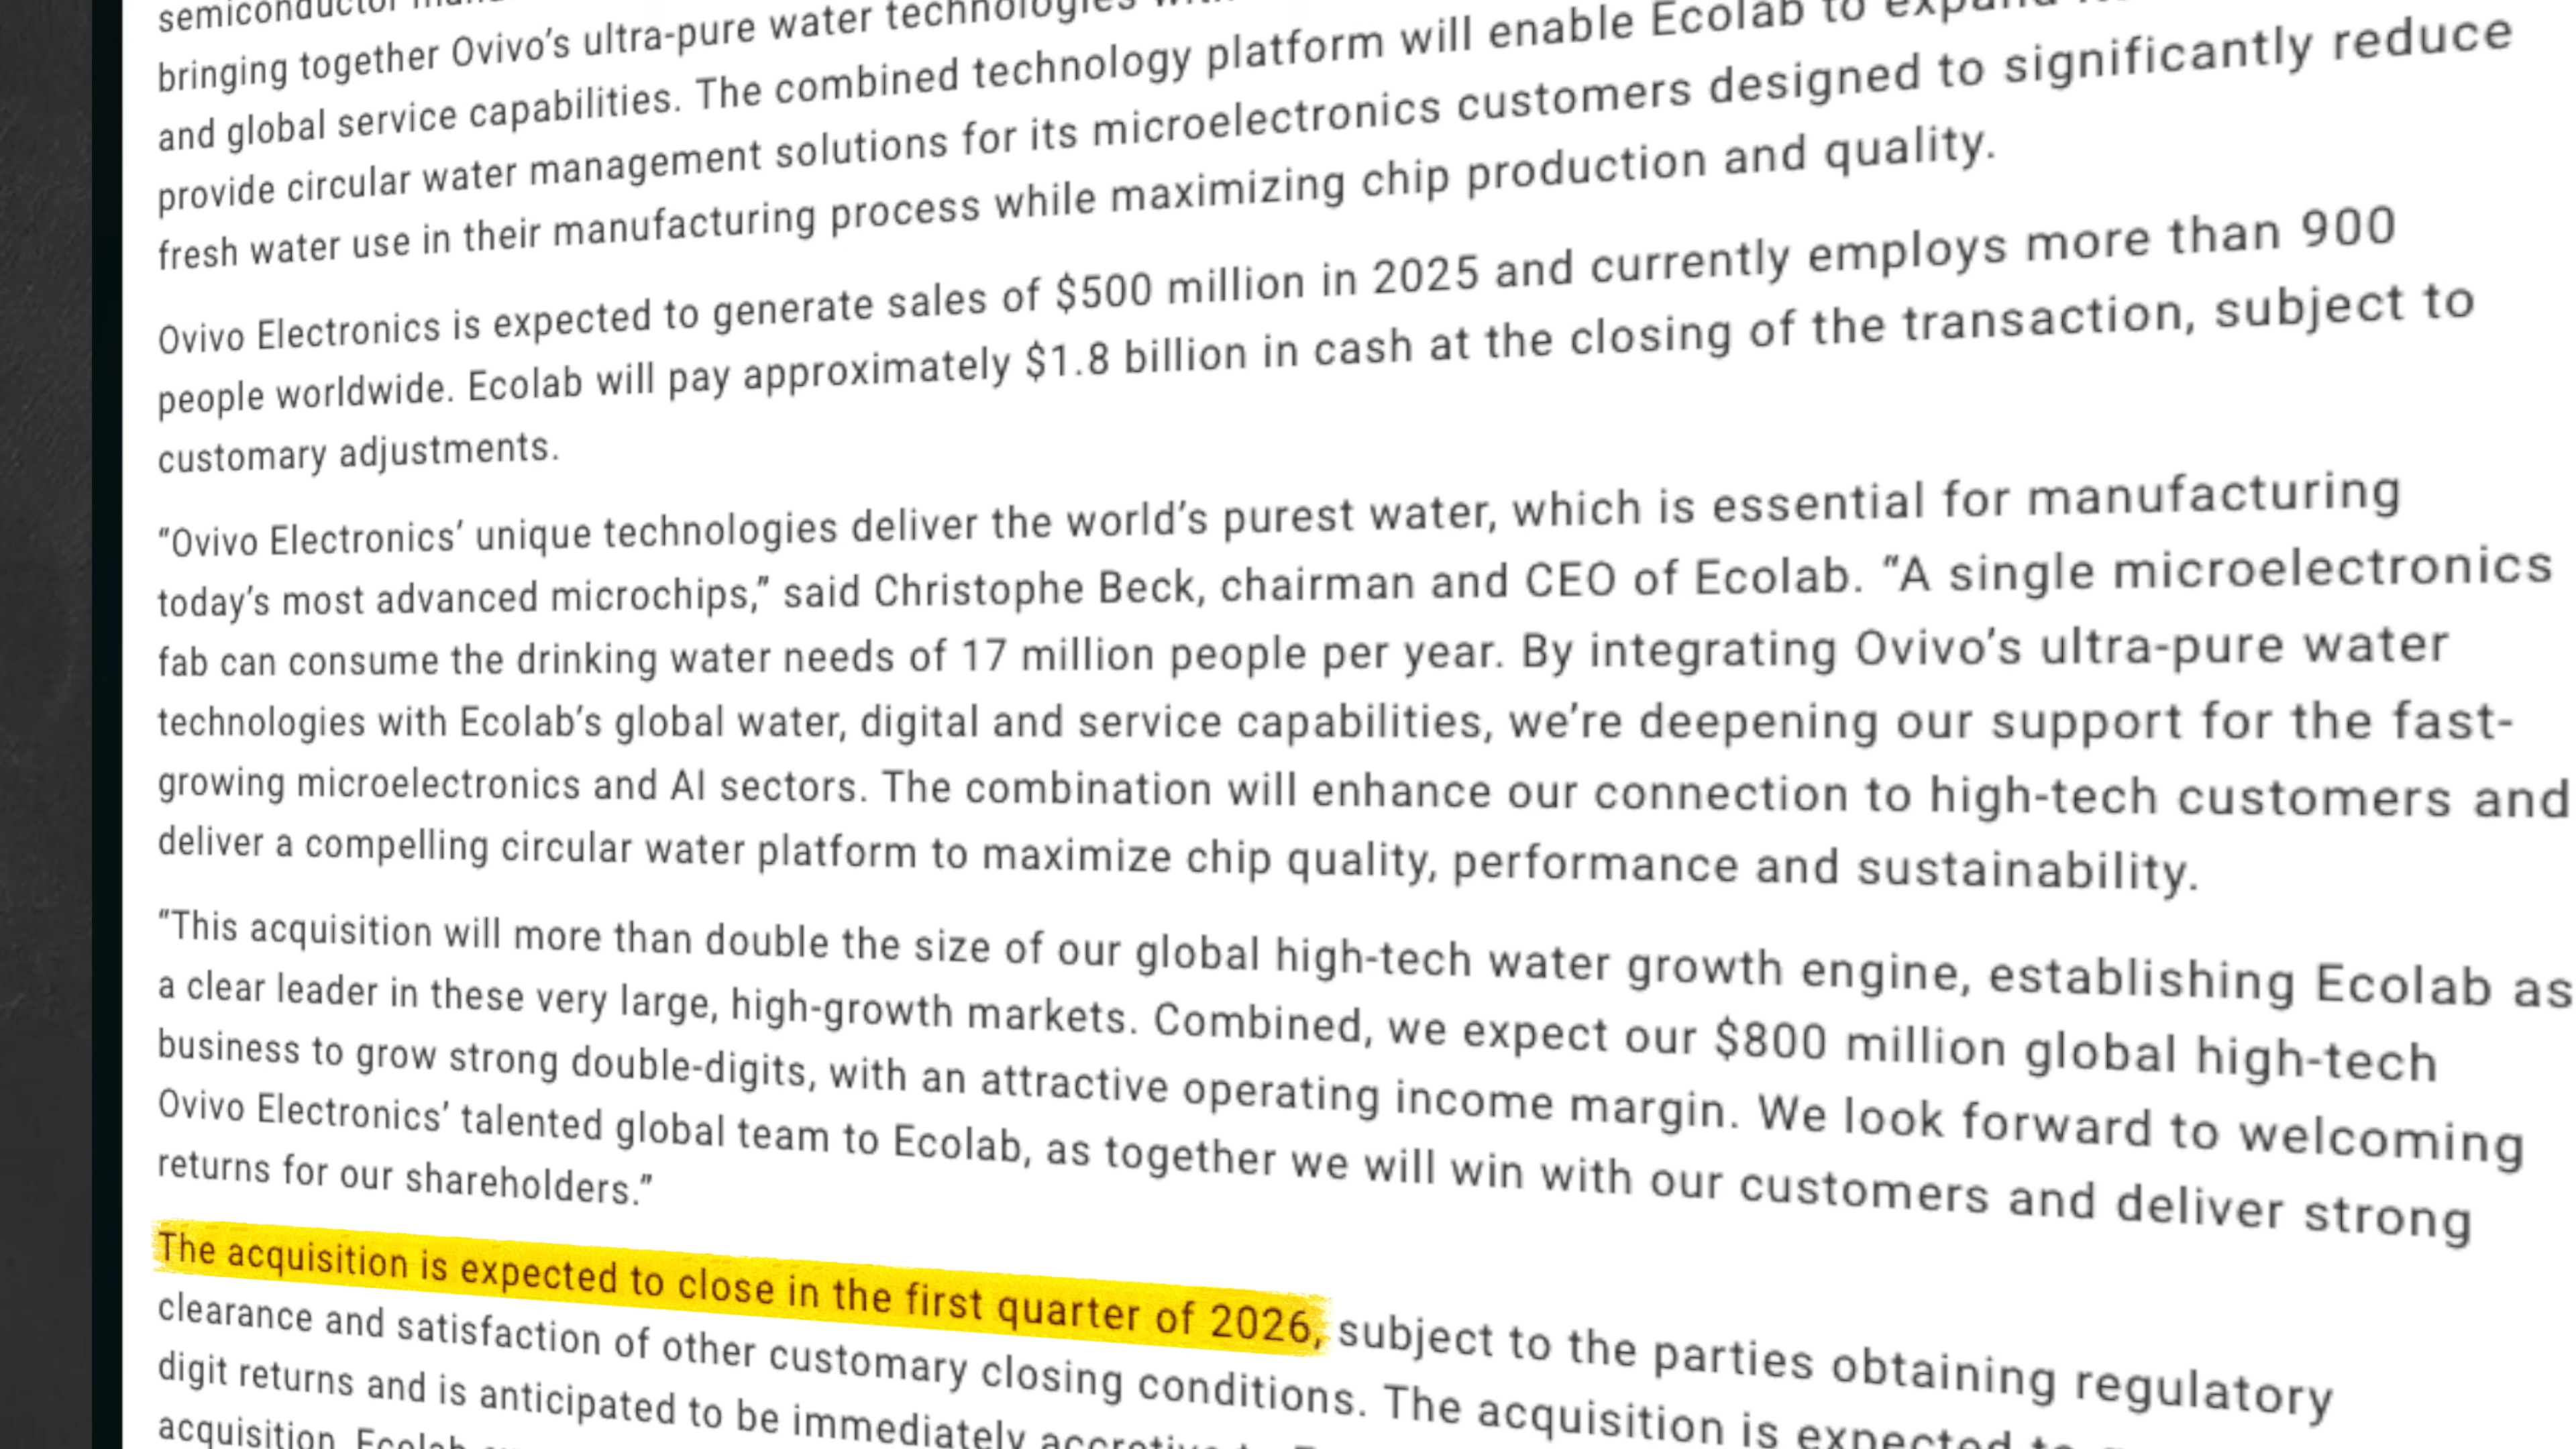 semiconductor
bringing together Ovivo’s ultra-pure water technologies
and global service capabilities. The combined technology platform will enable Ecolab to expand
provide circular water management solutions for its microelectronics customers designed to significantly reduce
fresh water use in their manufacturing process while maximizing chip production and quality.
Ovivo Electronics is expected to generate sales of $500 million in 2025 and currently employs more than 900
people worldwide. Ecolab will pay approximately $1.8 billion in cash at the closing of the transaction, subject to
customary adjustments.
“Ovivo Electronics’ unique technologies deliver the world’s purest water, which is essential for manufacturing
today’s most advanced microchips,” said Christophe Beck, chairman and CEO of Ecolab. “A single microelectronics
fab can consume the drinking water needs of 17 million people per year. By integrating Ovivo’s ultra-pure water
technologies with Ecolab’s global water, digital and service capabilities, we’re deepening our support for the fast-
growing microelectronics and AI sectors. The combination will enhance our connection to high-tech customers and
deliver a compelling circular water platform to maximize chip quality, performance and sustainability.
“This acquisition will more than double the size of our global high-tech water growth engine, establishing Ecolab as
a clear leader in these very large, high-growth markets. Combined, we expect our $800 million global high-tech
business to grow strong double-digits, with an attractive operating income margin. We look forward to welcoming
Ovivo Electronics’ talented global team to Ecolab, as together we will win with our customers and deliver strong
returns for our shareholders.”
The acquisition is expected to close in the first quarter of 2026, subject to the parties obtaining regulatory
clearance and satisfaction of other customary closing conditions. The acquisition is expected to
digit returns and is anticipated to be immediately accretive
acquisition. Ecolab